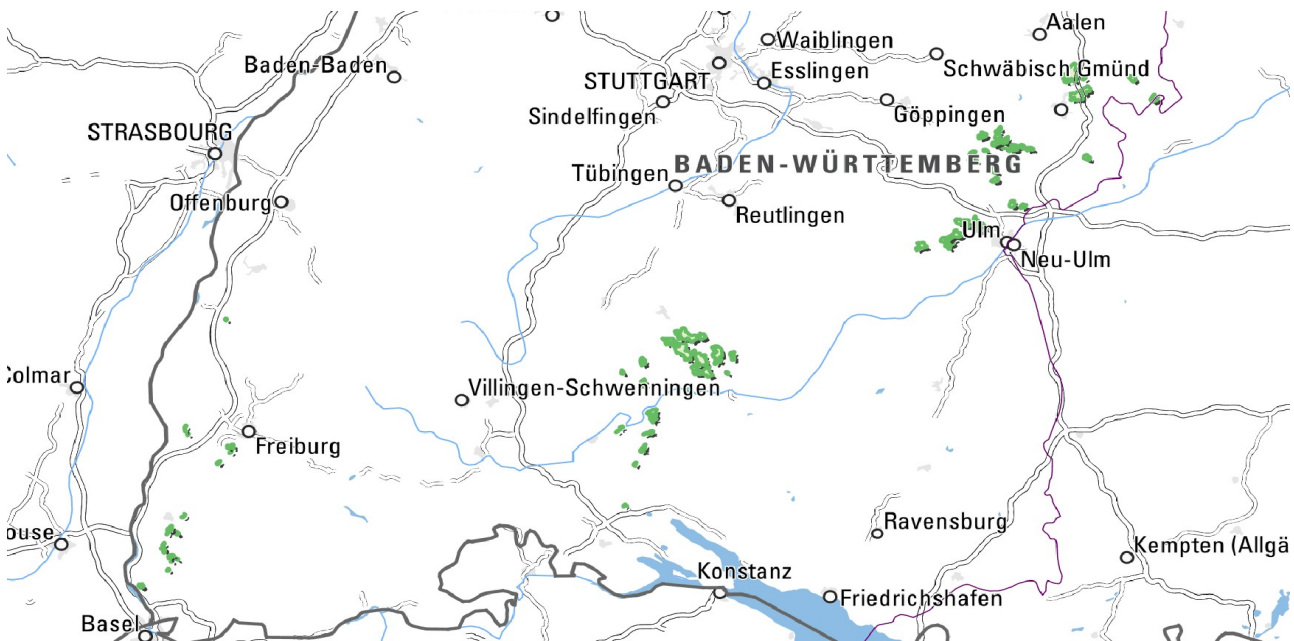 Aalen
Waiblingen
Baden-Baden
STUTTGART
Esslingen
Schwäbisch Gmünd
Sindelfingen
Göppingen
STRASBOURG
Tübingen
BADEN-WÜRTTEMBERG
Offenburg
Reutlingen
Ulm
Neu-Ulm
Colmar
Villingen-Schwenningen
Freiburg
Ravensburg
ouse
Kempten (Allgä
Konstanz
Friedrichshafen
Basel